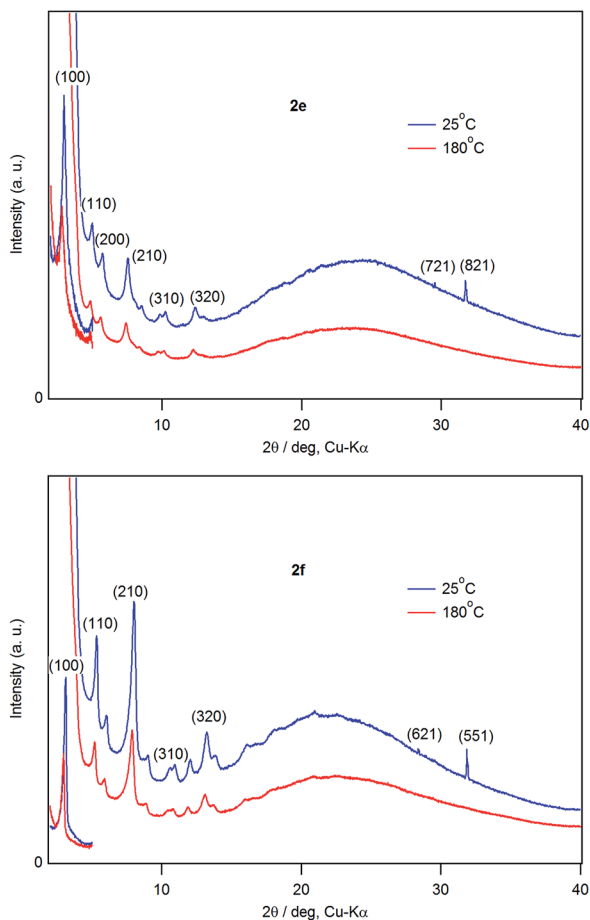 (100)
2e
25°C
180°C
(110)
(200)
(210)
(310)
(320)
(721)
(821)
Intensity (a. u.)
0
10
20
30
40
2θ / deg, Cu-Kα
2f
(210)
25°C
180°C
(110)
(100)
(320)
(310)
(621)
(551)
Intensity (a. u.)
0
10
20
30
40
2θ / deg, Cu-Kα